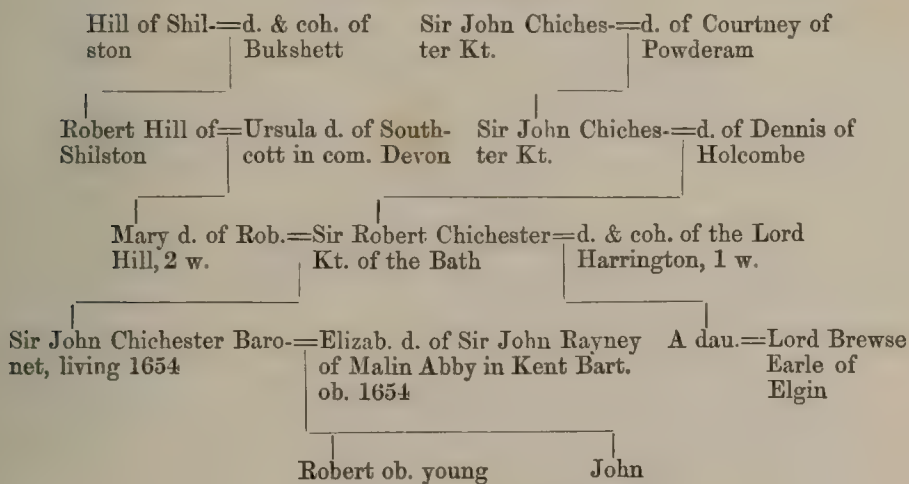 Hill of Shil-=d. & coh. of Sir John Chiches-=d. of Courtney of
ston Bukshett ter Kt. Powderam
Robert Hill of=Ursula d. of South- Sir John Chiches-=d. of Dennis of
Shilston cott in com. Devon ter Kt. Holcombe
Mary d. of Rob.=Sir Robert Chichester=d. & coh. of the Lord
Hill, 2 w. Kt. of the Bath Harrington, 1 w.
Sir John Chichester Baro-=Elizab. d. of Sir John Rayney A dau.=Lord Brewse
net, living 1654 of Malin Abby in Kent Bart. Earle of
ob. 1654 Elgin
Robert ob. young John